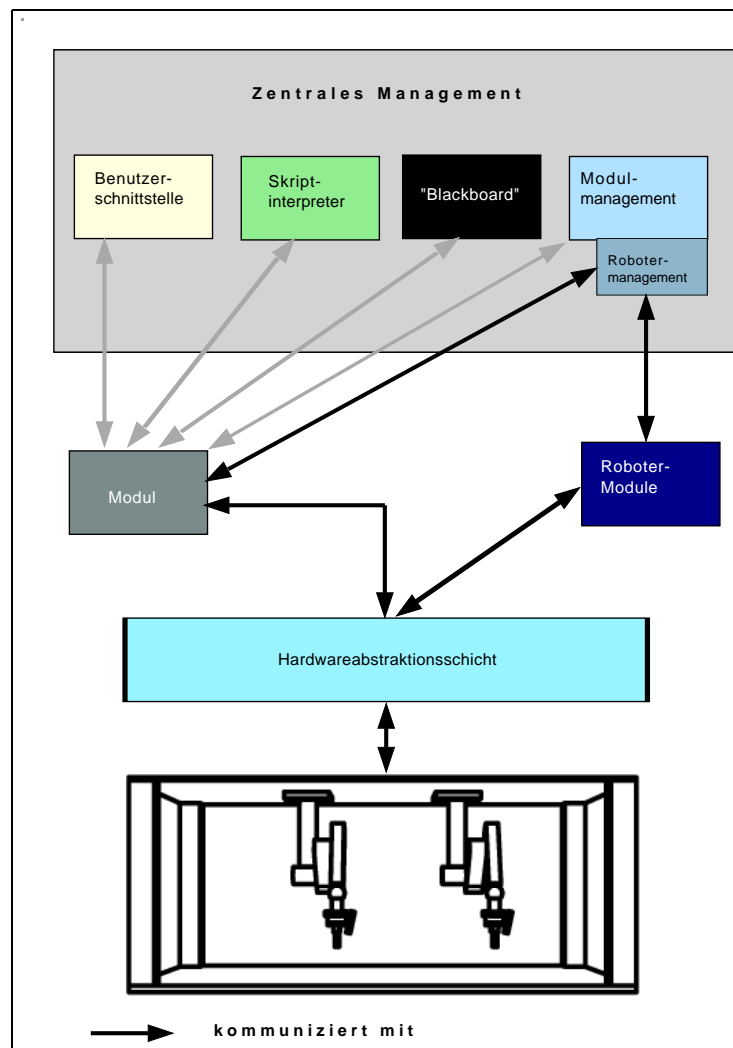 Zentrales Management
Benutzer-
schnittstelle
Skript-
interpreter
"Blackboard"
Modul-
management
Roboter-
management
Modul
Roboter-
Module
Hardwareabstraktionsschicht
kommuniziert mit